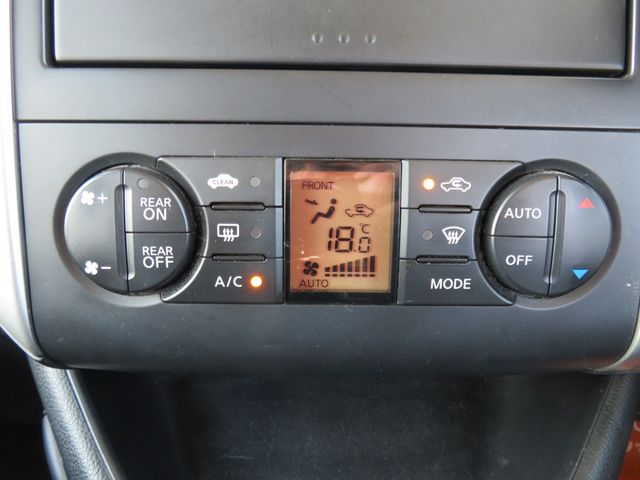 +
REAR
ON
REAR
OFF
−
CLEAN
A/C
FRONT
18.0
°C
AUTO
AUTO
OFF
MODE